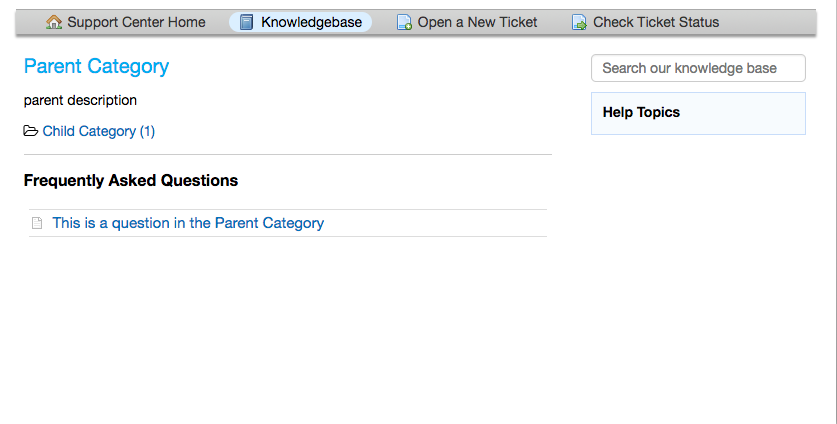 Support Center Home Knowledgebase Open a New Ticket Check Ticket Status
Parent Category
parent description
Child Category (1)
Frequently Asked Questions
This is a question in the Parent Category
Search our knowledge base
Help Topics